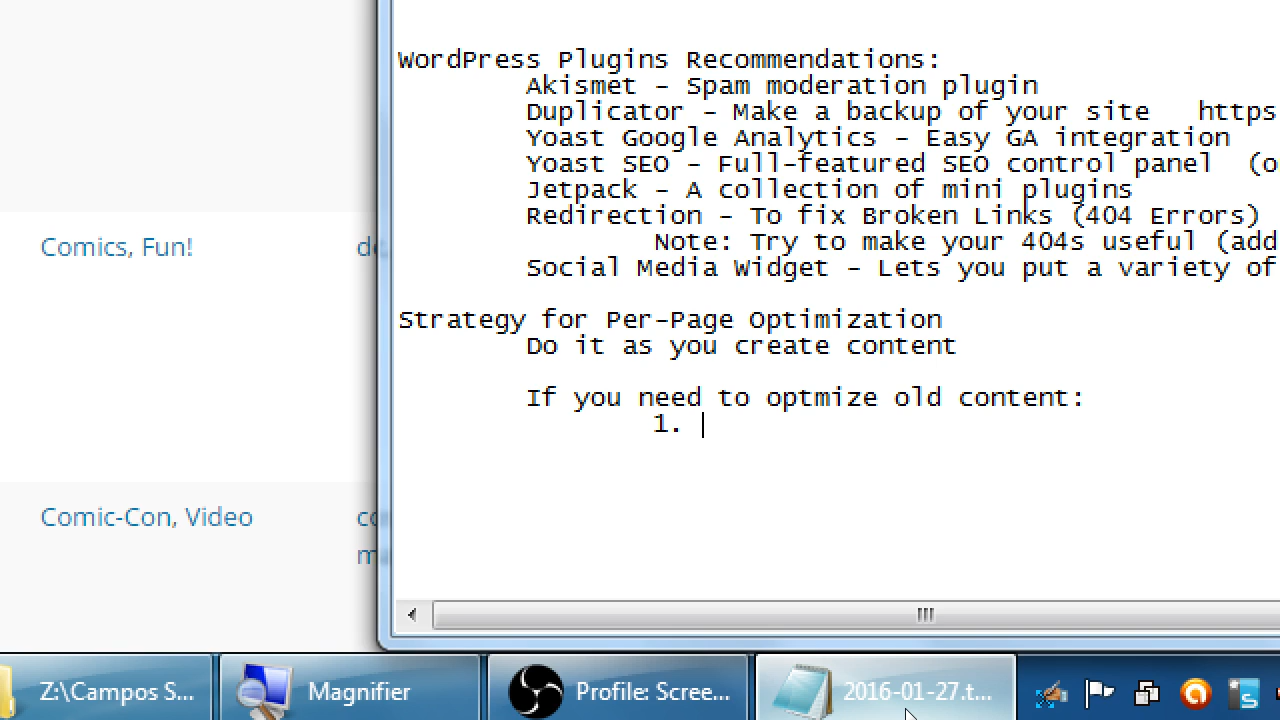 WordPress Plugins Recommendations:
Akismet - Spam moderation plugin
Duplicator - Make a backup of your site https
Yoast Google Analytics - Easy GA integration
Yoast SEO - Full-featured SEO control panel (o
Jetpack - A collection of mini plugins
Redirection - To fix Broken Links (404 Errors)
Note: Try to make your 404s useful (add
Social Media Widget - Lets you put a variety of
Strategy for Per-Page Optimization
Do it as you create content
If you need to optmize old content:
1.
Comics, Fun!
Comic-Con, Video
Z:\Campos S...
Magnifier
Profile: Scree...
2016-01-27.t...